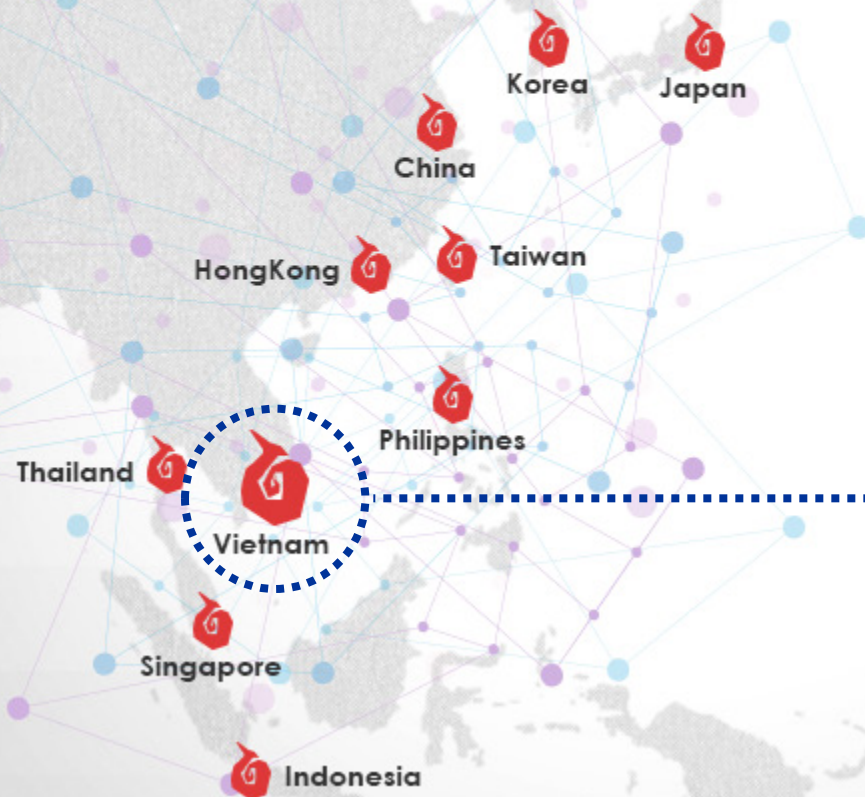 Korea
Japan
China
HongKong
Taiwan
Philippines
Thailand
Vietnam
Singapore
Indonesia